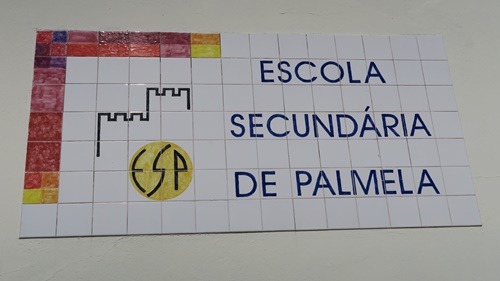 ESCOLA
SECUNDÁRIA
DE PALMELA
ESP